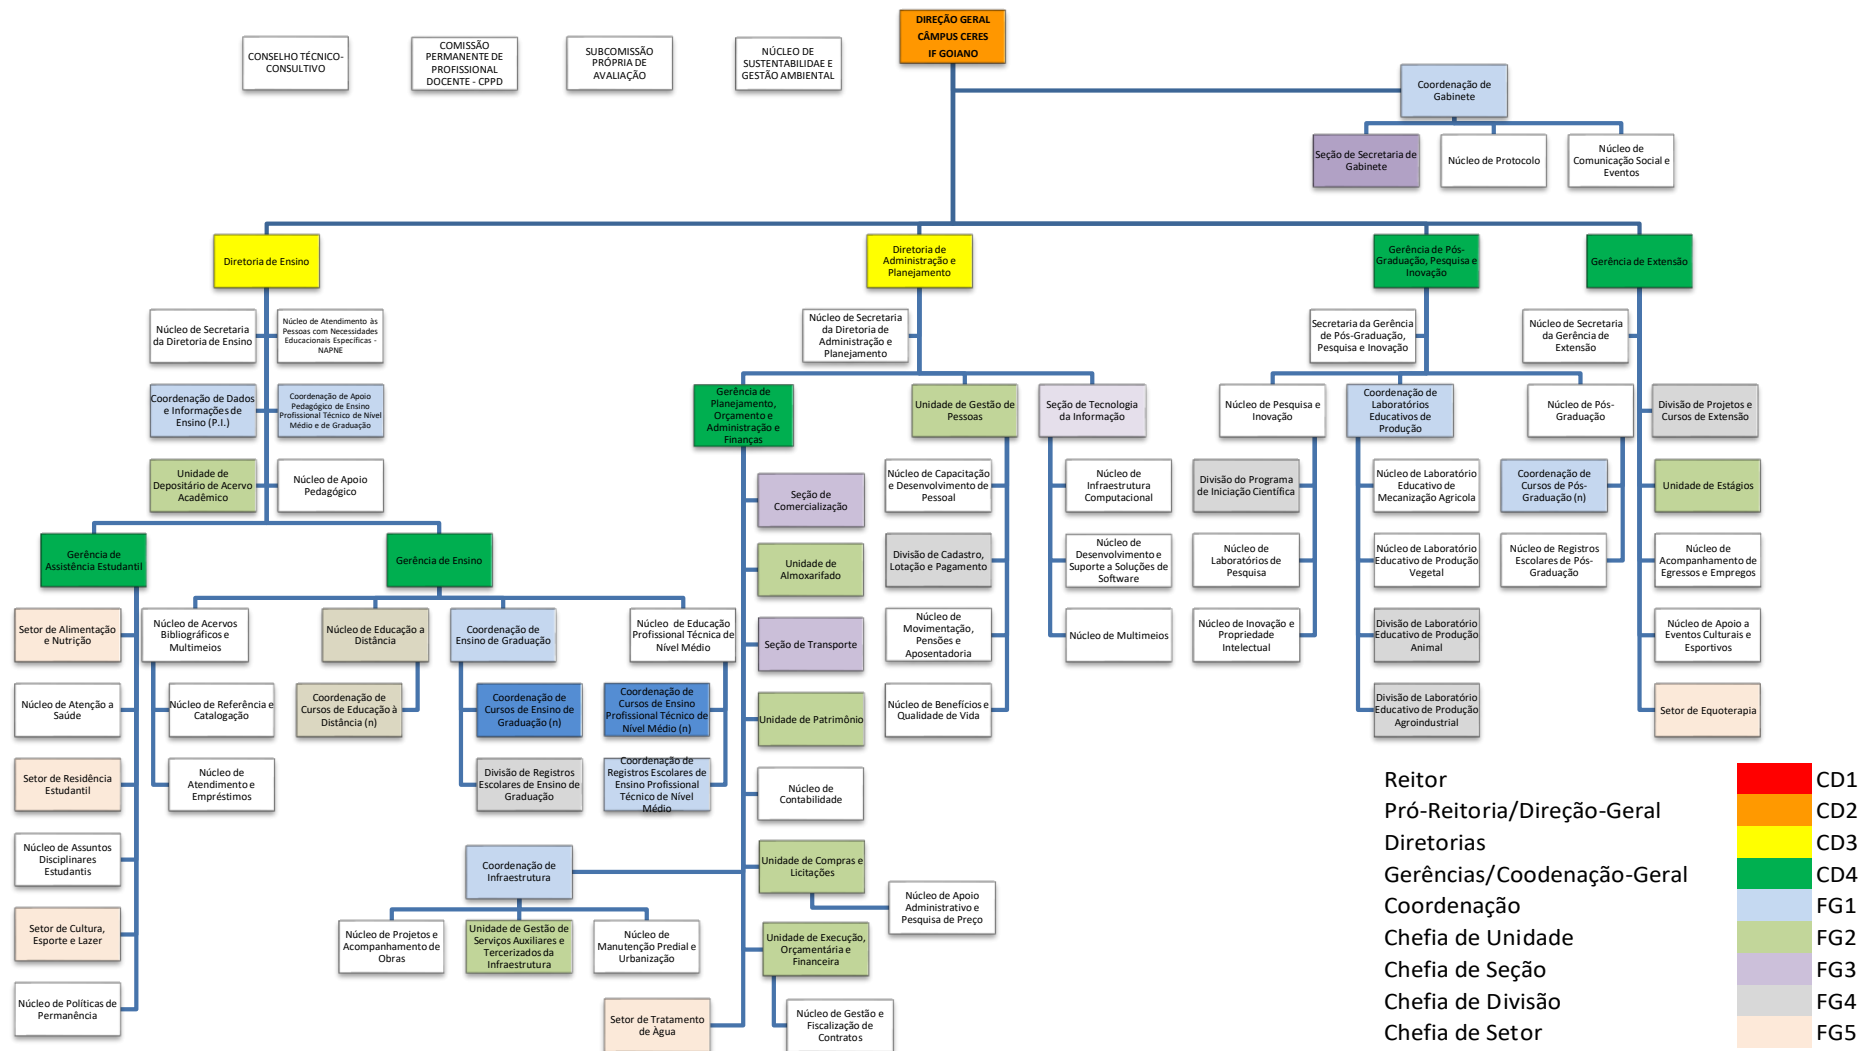 DIREÇÃO GERAL
CÂMPUS CERES
IF GOIANO
CONSELHO TÉCNICO-
CONSULTIVO
COMISSÃO
PERMANENTE DE
PROFISSIONAL
DOCENTE - CPPD
SUBCOMISSÃO
PRÓPRIA DE
AVALIAÇÃO
NÚCLEO DE
SUSTENTABILIDAE E
GESTÃO AMBIENTAL
Coordenação de
Gabinete
Seção de Secretaria de
Gabinete
Núcleo de Protocolo
Núcleo de
Comunicação Social e
Eventos
Diretoria de Ensino
Diretoria de
Administração e
Planejamento
Gerência de Pós-
Graduação, Pesquisa e
Inovação
Gerência de Extensão
Núcleo de Secretaria
da Diretoria de Ensino
Núcleo de Atendimento às
Pessoas com Necessidades
Educacionais Específicas -
NAPNE
Núcleo de Secretaria
da Diretoria de
Administração e
Planejamento
Secretaria da Gerência
de Pós-Graduação,
Pesquisa e Inovação
Núcleo de Secretaria
da Gerência de
Extensão
Coordenação de Dados
e Informações de
Ensino (P.I.)
Coordenação de Apoio
Pedagógico de Ensino
Profissional Técnico de Nível
Médio e de Graduação
Gerência de
Planejamento,
Orçamento e
Administração e
Finanças
Unidade de Gestão de
Pessoas
Seção de Tecnologia
da Informação
Núcleo de Pesquisa e
Inovação
Coordenação de
Laboratórios
Educativos de
Produção
Núcleo de Pós-
Graduação
Divisão de Projetos e
Cursos de Extensão
Unidade de
Depositário de Acervo
Acadêmico
Núcleo de Apoio
Pedagógico
Seção de
Comercialização
Núcleo de Capacitação
e Desenvolvimento de
Pessoal
Núcleo de
Infraestrutura
Computacional
Divisão do Programa
de Iniciação Científica
Núcleo de Laboratório
Educativo de
Mecanização Agricola
Coordenação de
Cursos de Pós-
Graduação (n)
Unidade de Estágios
Gerência de
Assistência Estudantil
Gerência de Ensino
Unidade de
Almoxarifado
Divisão de Cadastro,
Lotação e Pagamento
Núcleo de
Desenvolvimento e
Suporte a Soluções de
Software
Núcleo de
Laboratórios de
Pesquisa
Núcleo de Laboratório
Educativo de Produção
Vegetal
Núcleo de Registros
Escolares de Pós-
Graduação
Núcleo de
Acompanhamento de
Egressos e Empregos
Setor de Alimentação
e Nutrição
Núcleo de Acervos
Bibliográficos e
Multimeios
Núcleo de Educação a
Distância
Coordenação de
Ensino de Graduação
Núcleo  de Educação
Profissional Técnica de
Nível Médio
Seção de Transporte
Núcleo de
Movimentação,
Pensões e
Aposentadoria
Núcleo de Multimeios
Núcleo de Inovação e
Propriedade
Intelectual
Divisão de Laboratório
Educativo de Produção
Animal
Núcleo de Apoio a
Eventos Culturais e
Esportivos
Núcleo de Atenção a
Saúde
Núcleo de Referência e
Catalogação
Coordenação de
Cursos de Educação à
Distância (n)
Coordenação de
Cursos de Ensino de
Graduação (n)
Coordenação de
Cursos de Ensino
Profissional Técnico de
Nível Médio (n)
Unidade de Patrimônio
Núcleo de Benefícios e
Qualidade de Vida
Divisão de Laboratório
Educativo de Produção
Agroindustrial
Setor de Equoterapia
Setor de Residência
Estudantil
Núcleo de
Atendimento e
Empréstimos
Divisão de Registros
Escolares de Ensino de
Graduação
Coordenação de
Registros Escolares de
Ensino Profissional
Técnico de Nível
Médio
Núcleo de
Contabilidade
Núcleo de Assuntos
Disciplinares
Estudantis
Coordenação de
Infraestrutura
Unidade de Compras e
Licitações
Núcleo de Apoio
Administrativo e
Pesquisa de Preço
Setor de Cultura,
Esporte e Lazer
Núcleo de Projetos e
Acompanhamento de
Obras
Unidade de Gestão de
Serviços Auxiliares e
Tercerizados da
Infraestrutura
Núcleo de
Manutenção Predial e
Urbanização
Unidade de Execução,
Orçamentária e
Financeira
Núcleo de Políticas de
Permanência
Setor de Tratamento
de Àgua
Núcleo de Gestão e
Fiscalização de
Contratos
Reitor CD1
Pró-Reitoria/Direção-Geral CD2
Diretorias CD3
Gerências/Coodenação-Geral CD4
Coordenação FG1
Chefia de Unidade FG2
Chefia de Seção FG3
Chefia de Divisão FG4
Chefia de Setor FG5